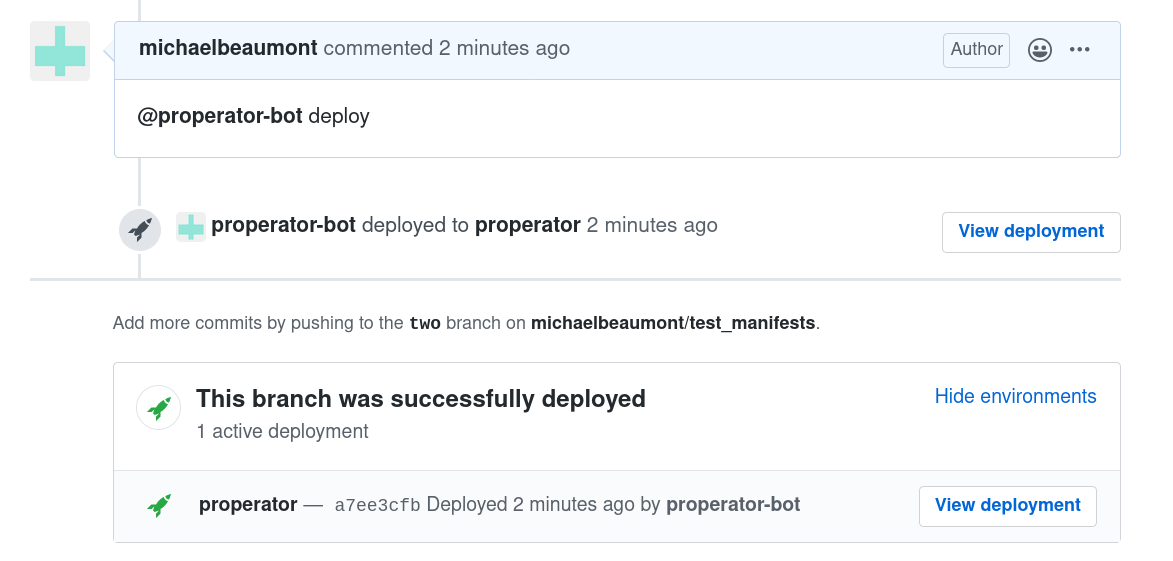 michaelbeaumont commented 2 minutes ago Author
@properator-bot deploy
properator-bot deployed to properator 2 minutes ago View deployment
Add more commits by pushing to the two branch on michaelbeaumont/test_manifests.
This branch was successfully deployed Hide environments
1 active deployment
properator — a7ee3cfb Deployed 2 minutes ago by properator-bot View deployment